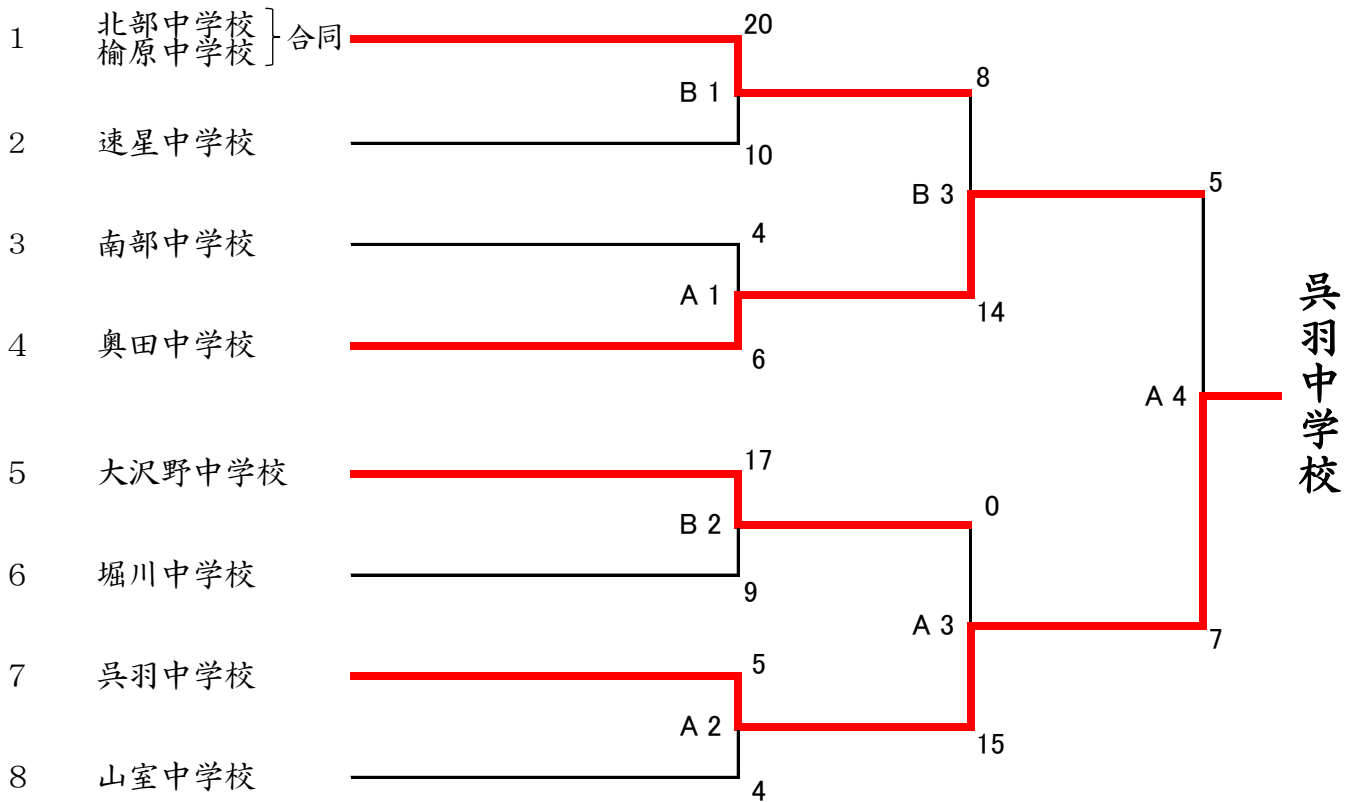 1 北部中学校 楡原中学校 合同
20
B 1
8
2 速星中学校
10
B 3
5
3 南部中学校
4
A 1
14
4 奥田中学校
6
A 4
呉羽中学校
5 大沢野中学校
17
B 2
0
6 堀川中学校
9
A 3
7
7 呉羽中学校
5
A 2
15
8 山室中学校
4